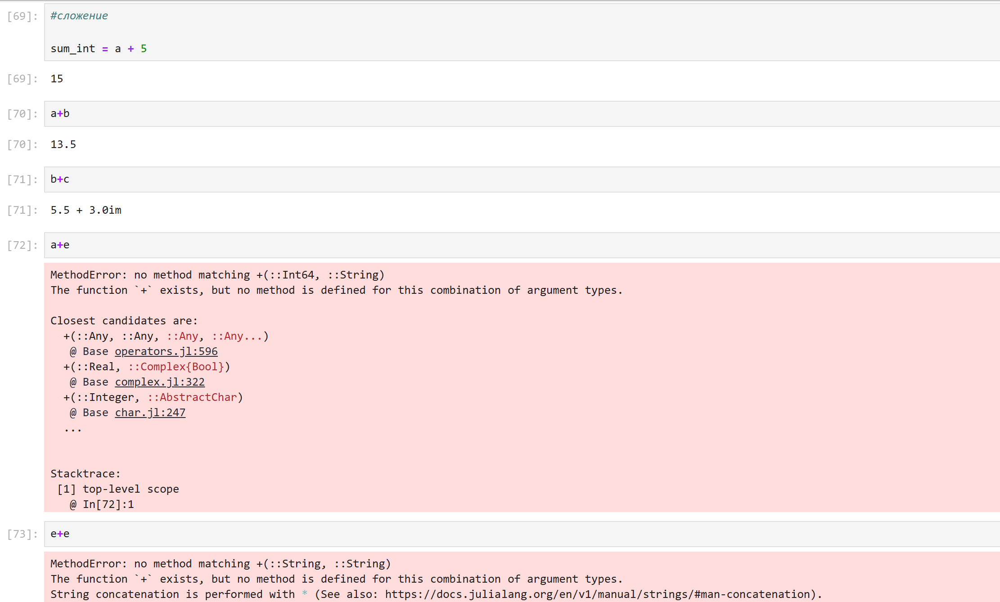 [69]: #сложение
sum_int = a + 5
[69]: 15
[70]: a+b
[70]: 13.5
[71]: b+c
[71]: 5.5 + 3.0im
[72]: a+e
MethodError: no method matching +(::Int64, ::String)
The function `+` exists, but no method is defined for this combination of argument types.
Closest candidates are:
+(::Any, ::Any, ::Any, ::Any...)
@ Base operators.jl:596
+(::Real, ::Complex{Bool})
@ Base complex.jl:322
+(::Integer, ::AbstractChar)
@ Base char.jl:247
...
Stacktrace:
[1] top-level scope
@ In[72]:1
[73]: e+e
MethodError: no method matching +(::String, ::String)
The function `+` exists, but no method is defined for this combination of argument types.
String concatenation is performed with * (See also: https://docs.julialang.org/en/v1/manual/strings/#man-concatenation).